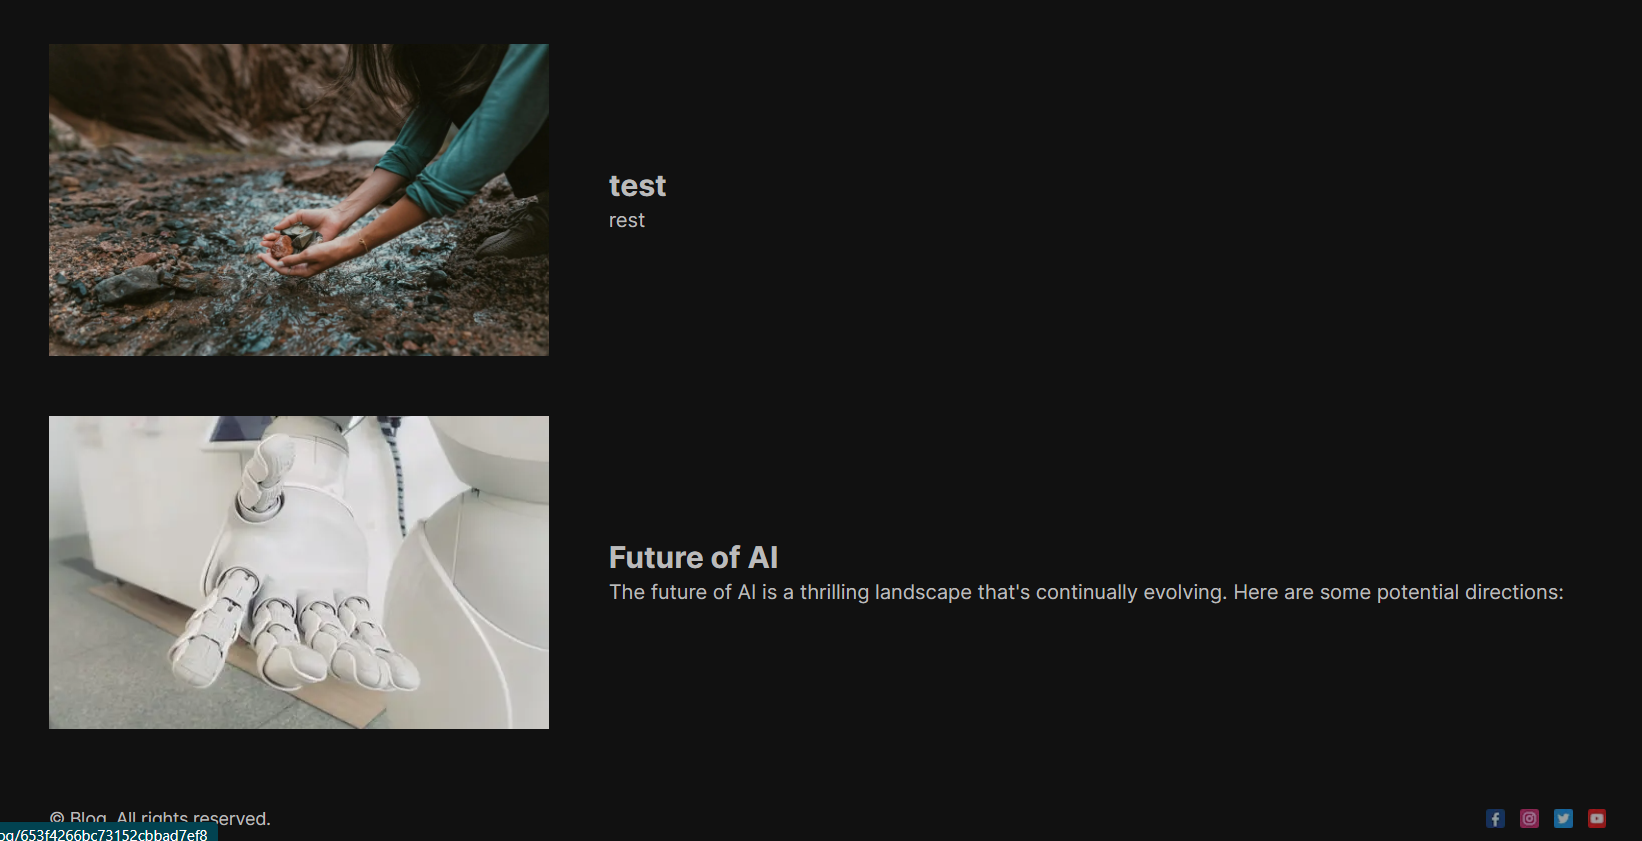 test
rest
Future of AI
The future of AI is a thrilling landscape that's continually evolving. Here are some potential directions:
© Blog. All rights reserved.
og/653f4266bc73152cbbad7ef8